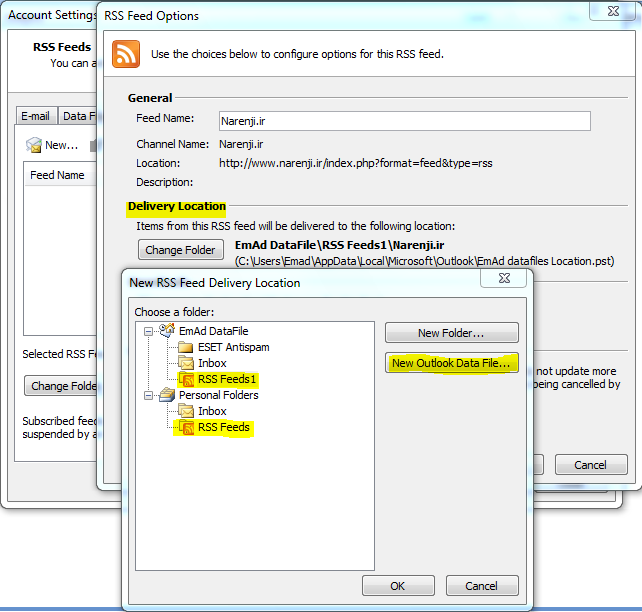 Account Settings
RSS Feeds
You can a
E-mail
Data F
New...
Feed Name
Selected RSS Fe
Change Folde
Subscribed feed
suspended by a
RSS Feed Options
Use the choices below to configure options for this RSS feed.
General
Feed Name:
Narenji.ir
Channel Name:
Narenji.ir
Location:
http://www.narenji.ir/index.php?format=feed&type=rss
Description:
Delivery Location
Items from this RSS feed will be delivered to the following location:
Change Folder
EmAd DataFile\RSS Feeds1\Narenji.ir
(C:\Users\Emad\AppData\Local\Microsoft\Outlook\EmAd datafiles Location.pst)
not update more
being cancelled by
Cancel
New RSS Feed Delivery Location
Choose a folder:
EmAd DataFile
ESET Antispam
Inbox
RSS Feeds1
Personal Folders
Inbox
RSS Feeds
New Folder...
New Outlook Data File...
OK
Cancel